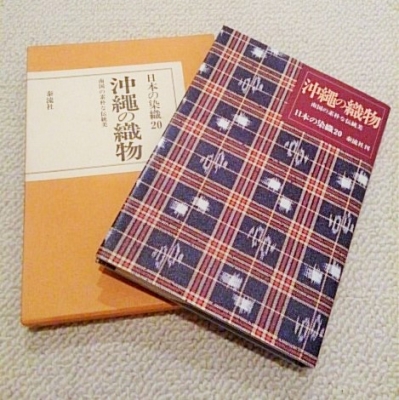 日本の染織20
沖縄の織物
南国の素朴な伝統美
泰流社
沖縄の織物
南国の素朴な伝統美
日本の染織20 泰流社刊